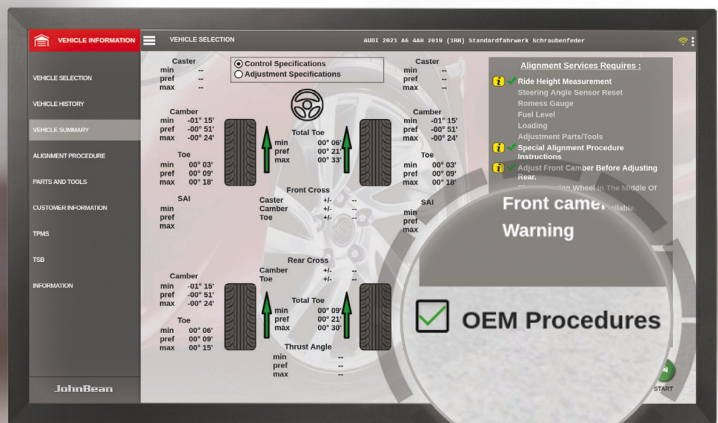 VEHICLE INFORMATION
VEHICLE SELECTION
AUDI 2021 A6 4A8 2019 (1BR) Standardfahrwerk Schraubenfeder
VEHICLE SELECTION
VEHICLE HISTORY
VEHICLE SUMMARY
ALIGNMENT PROCEDURE
PARTS AND TOOLS
CUSTOMER INFORMATION
TPMS
TSB
INFORMATION
JohnBean
Caster
min --
pref --
max --
Control Specifications
Adjustment Specifications
Caster
min --
pref --
max --
Camber
min -01° 15'
pref -00° 51'
max -00° 24'
Toe
min 00° 03'
pref 00° 09'
max 00° 18'
SAI
min
pref
max
Total Toe
min 00° 06'
pref 00° 21'
max 00° 33'
Front Cross
Caster +/- --
Camber +/- --
Toe +/- --
Camber
min -01° 15'
pref -00° 51'
max -00° 24'
Toe
min 00° 03'
pref 00° 09'
max 00° 18'
SAI
min
pref
max
Camber
min -01° 15'
pref -00° 51'
max -00° 24'
Toe
min 00° 06'
pref 00° 09'
max 00° 15'
Rear Cross
Camber +/- --
Toe +/- --
Total Toe
min 00° 09'
pref 00° 21'
max 00° 30'
Thrust Angle
min --
pref --
max --
Alignment Services Requires :
Ride Height Measurement
Steering Angle Sensor Reset
Romess Gauge
Fuel Level
Loading
Adjustment Parts/Tools
Special Alignment Procedure
Instructions
Adjust Front Camber Before Adjusting
Rear.
Wheel In The Middle Of
Front
Warning
OEM Procedures
START